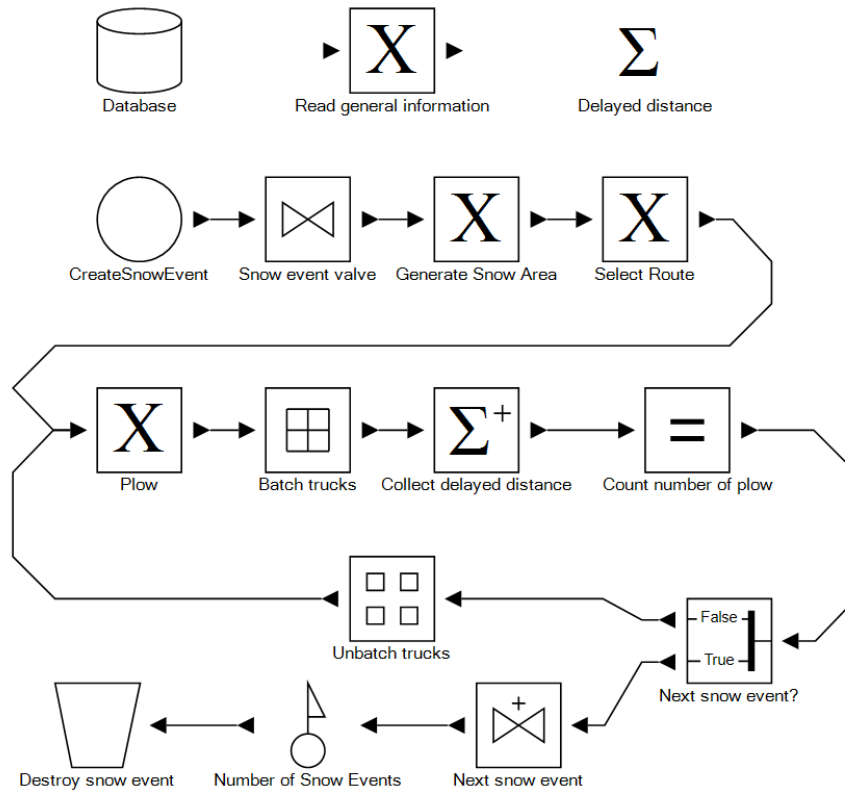 X
Σ
Database
Read general information
Delayed distance
X
X
CreateSnowEvent
Snow event valve
Generate Snow Area
Select Route
X
Σ+
=
Plow
Batch trucks
Collect delayed distance
Count number of plow
False
True
Unbatch trucks
Next snow event?
+
Destroy snow event
Number of Snow Events
Next snow event